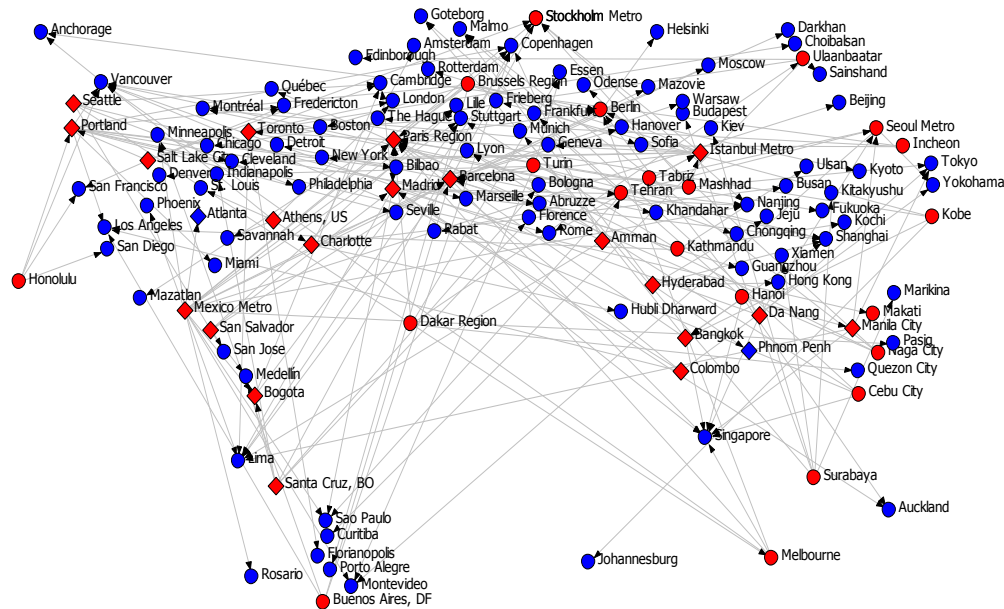 Goteborg
Stockholm Metro
Anchorage
Malmo
Helsinki
Darkhan
Amsterdam
Copenhagen
Choibalsan
Edinborough
Ulaanbaatar
Rotterdam
Essen
Moscow
Sainshand
Vancouver
Cambridge
Brussels Region
Odense
Mazovie
Québec
Seattle
Montréal
Fredericton
London
Lille
Frieberg
Frankfurt
Berlin
Warsaw
Budapest
Beijing
Portland
Minneapolis
Toronto
Boston
The Hague
Stuttgart
Munich
Hanover
Kiev
Seoul Metro
Chicago
Detroit
Paris Region
Geneva
Sofia
Incheon
Salt Lake City
Cleveland
New York
Lyon
Istanbul Metro
Denver
Indianapolis
Bilbao
Turin
Ulsan
Kyoto
Tokyo
San Francisco
St. Louis
Philadelphia
Madrid
Barcelona
Bologna
Tabriz
Tehran
Mashhad
Busan
Kitakyushu
Yokohama
Phoenix
Marseille
Abruzze
Nanjing
Los Angeles
Atlanta
Athens, US
Seville
Florence
Khandahar
Jeju
Fukuoka
Kochi
Kobe
San Diego
Savannah
Charlotte
Rabat
Rome
Amman
Chongqing
Shanghai
Kathmandu
Xiamen
Miami
Guangzhou
Honolulu
Hyderabad
Hong Kong
Mazatlan
Hanoi
Marikina
Mexico Metro
Hubli Dharward
Da Nang
Makati
San Salvador
Dakar Region
Manila City
Bangkok
Pasig
San Jose
Phnom Penh
Naga City
Medellín
Colombo
Quezon City
Bogota
Cebu City
Singapore
Lima
Surabaya
Santa Cruz, BO
Auckland
Sao Paulo
Curitiba
Florianopolis
Melbourne
Porto Alegre
Johannesburg
Rosario
Montevideo
Buenos Aires, DF